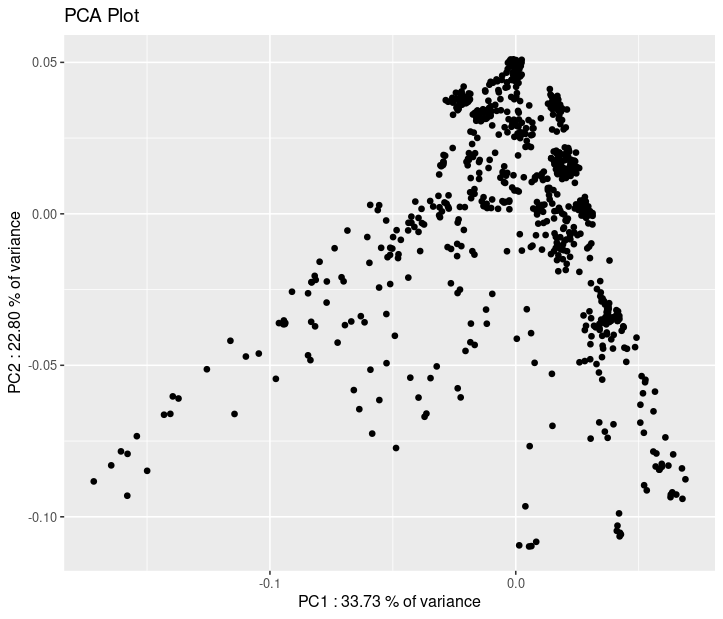 PCA Plot
0.05
0.00
-0.05
-0.10
PC2 : 22.80 % of variance
-0.1
0.0
PC1 : 33.73 % of variance